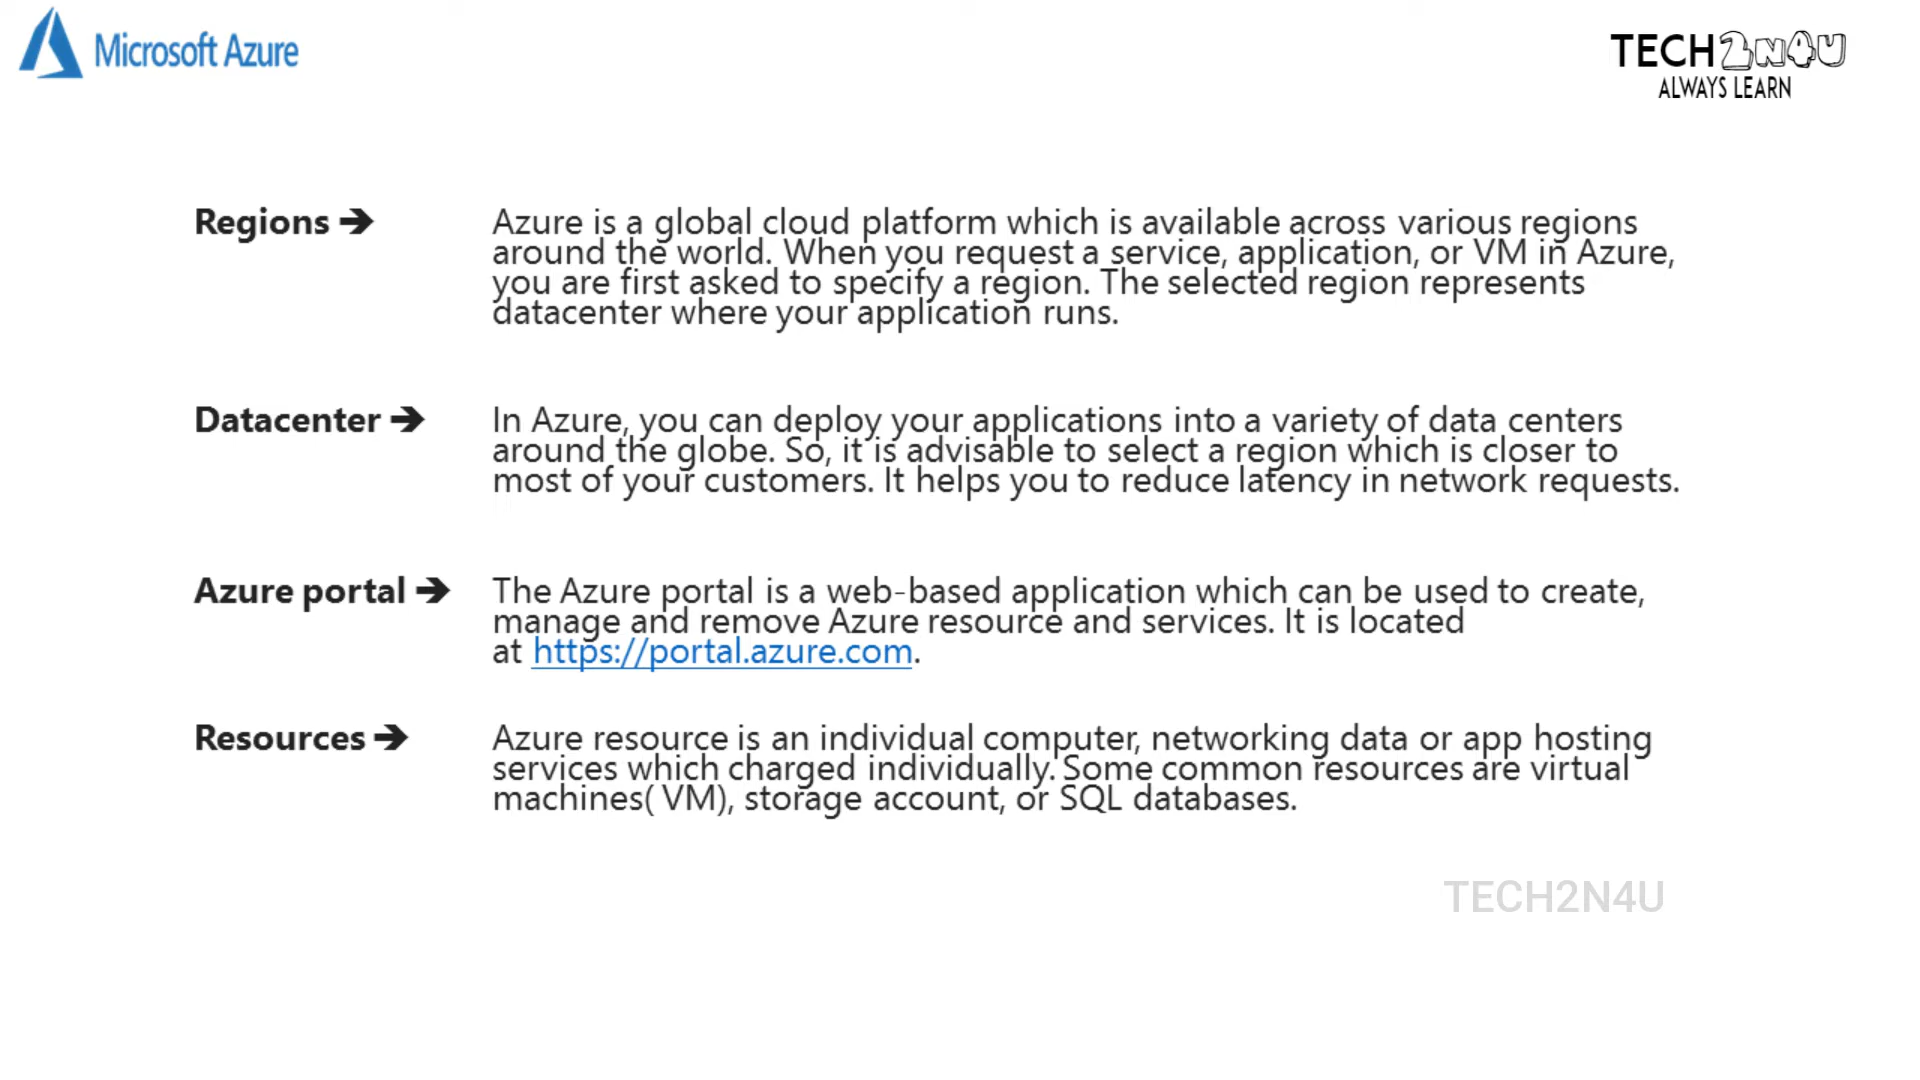 Microsoft Azure
TECH2N4U
ALWAYS LEARN
Regions ➔ Azure is a global cloud platform which is available across various regions
around the world. When you request a service, application, or VM in Azure,
you are first asked to specify a region. The selected region represents
datacenter where your application runs.
Datacenter ➔ In Azure, you can deploy your applications into a variety of data centers
around the globe. So, it is advisable to select a region which is closer to
most of your customers. It helps you to reduce latency in network requests.
Azure portal ➔ The Azure portal is a web-based application which can be used to create,
manage and remove Azure resource and services. It is located
at https://portal.azure.com.
Resources ➔ Azure resource is an individual computer, networking data or app hosting
services which charged individually. Some common resources are virtual
machines( VM), storage account, or SQL databases.
TECH2N4U